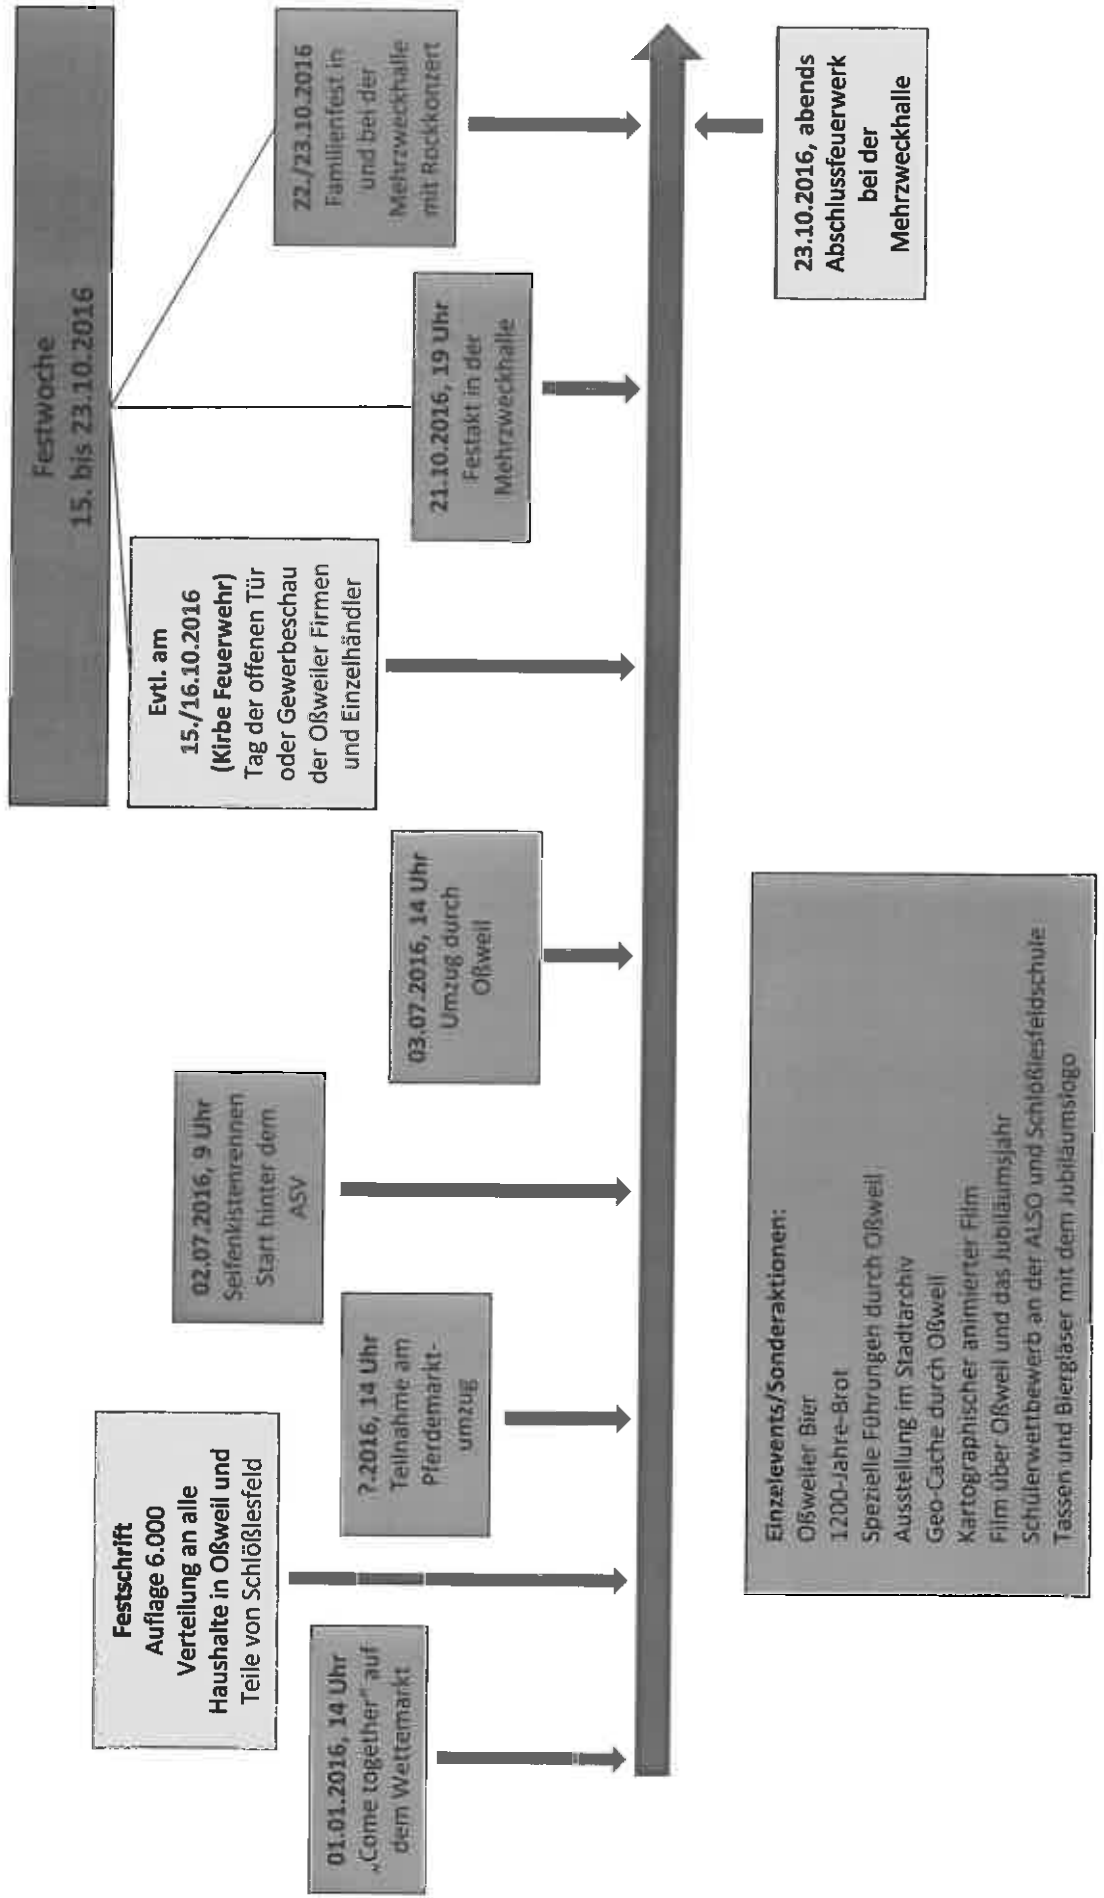 Festwoche
15. bis 23.10.2016
Festschrift
Auflage 6.000
Verteilung an alle
Haushalte in Oßweil und
Teile von Schlößlesfeld
01.01.2016, 14 Uhr
„Come together“ auf
dem Wettemarkt
?.2016, 14 Uhr
Teilnahme am
Pferdemarkt-
umzug
02.07.2016, 9 Uhr
Seifenkistenrennen
Start hinter dem
ASV
03.07.2016, 14 Uhr
Umzug durch
Oßweil
Evtl. am
15./16.10.2016
(Kirbe Feuerwehr)
Tag der offenen Tür
oder Gewerbeschau
der Oßweiler Firmen
und Einzelhändler
21.10.2016, 19 Uhr
Festakt in der
Mehrzweckhalle
22./23.10.2016
Familienfest in
und bei der
Mehrzweckhalle
mit Rockkonzert
23.10.2016, abends
Abschlussfeuerwerk
bei der
Mehrzweckhalle
Einzelevents/Sonderaktionen:
Oßweiler Bier
1200-Jahre-Brot
Spezielle Führungen durch Oßweil
Ausstellung im Stadtarchiv
Geo-Cache durch Oßweil
Kartographischer animierter Film
Film über Oßweil und das Jubiläumsjahr
Schülerwettbewerb an der ALSO und Schlößlesfeldschule
Tassen und Biergläser mit dem Jubiläumslogo